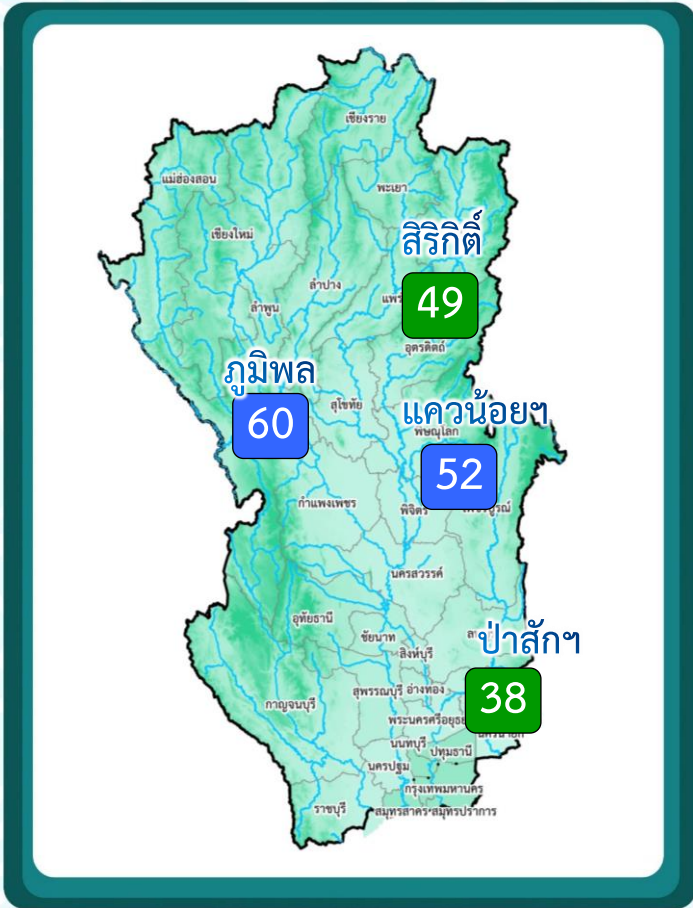 เชียงราย
แม่ฮ่องสอน
พะเยา
เชียงใหม่
สิริกิติ์
49
ลำปาง
แพร่
ลำพูน
อุตรดิตถ์
ภูมิพล
60
สุโขทัย
แควน้อยฯ
พิษณุโลก
52
กำแพงเพชร
พิจิตร
นครสวรรค์
อุทัยธานี
ชัยนาท
ป่าสักฯ
สิงห์บุรี
38
สุพรรณบุรี อ่างทอง
กาญจนบุรี
พระนครศรีอยุธย
นนทบุรี ปทุมธานี
นครปฐม
กรุงเทพมหานคร
ราชบุรี
สมุทรสาคร สมุทรปราการ